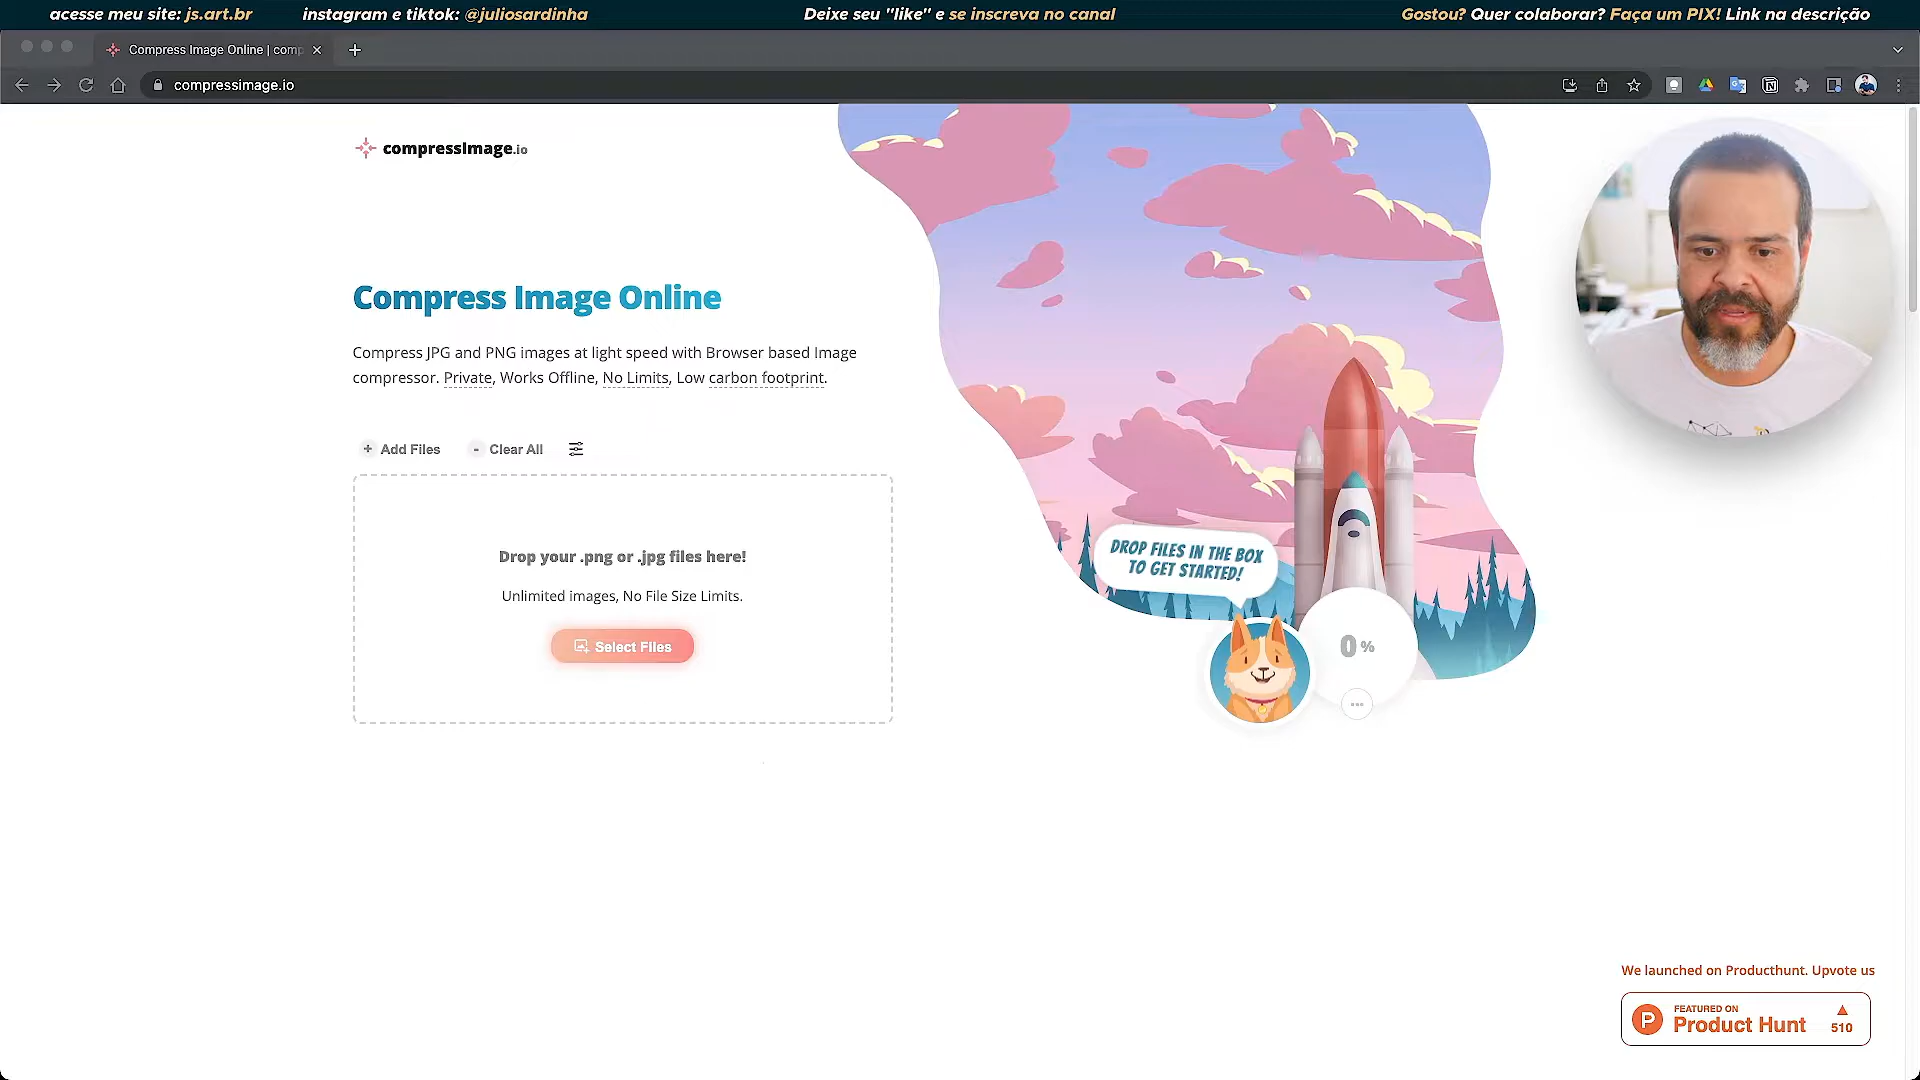 acesse meu site: js.art.br
instagram e tiktok: @juliosardinha
Deixe seu "like" e se inscreva no canal
Gostou? Quer colaborar? Faça um PIX! Link na descrição
Compress Image Online | comp
compressimage.io
compressImage.io
Compress Image Online
Compress JPG and PNG images at light speed with Browser based Image
compressor. Private, Works Offline, No Limits, Low carbon footprint.
+ Add Files
- Clear All
Drop your .png or .jpg files here!
Unlimited images, No File Size Limits.
Select Files
DROP FILES IN THE BOX
TO GET STARTED!
0 %
We launched on Producthunt. Upvote us
P
FEATURED ON
Product Hunt
510